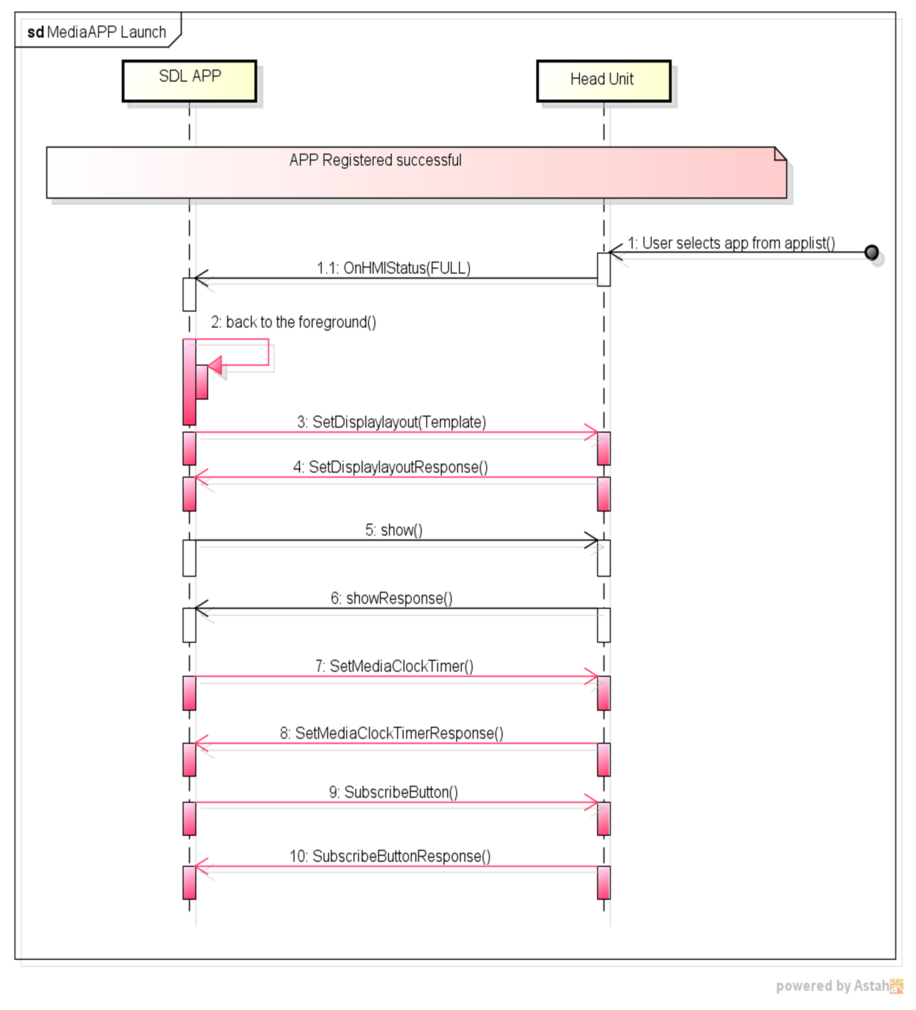 sd MediaAPP Launch
SDL APP
Head Unit
APP Registered successful
1: User selects app from applist()
1.1: OnHMIStatus(FULL)
2: back to the foreground()
3: SetDisplaylayout(Template)
4: SetDisplaylayoutResponse()
5: show()
6: showResponse()
7: SetMediaClockTimer()
8: SetMediaClockTimerResponse()
9: SubscribeButton()
10: SubscribeButtonResponse()
powered by Astah